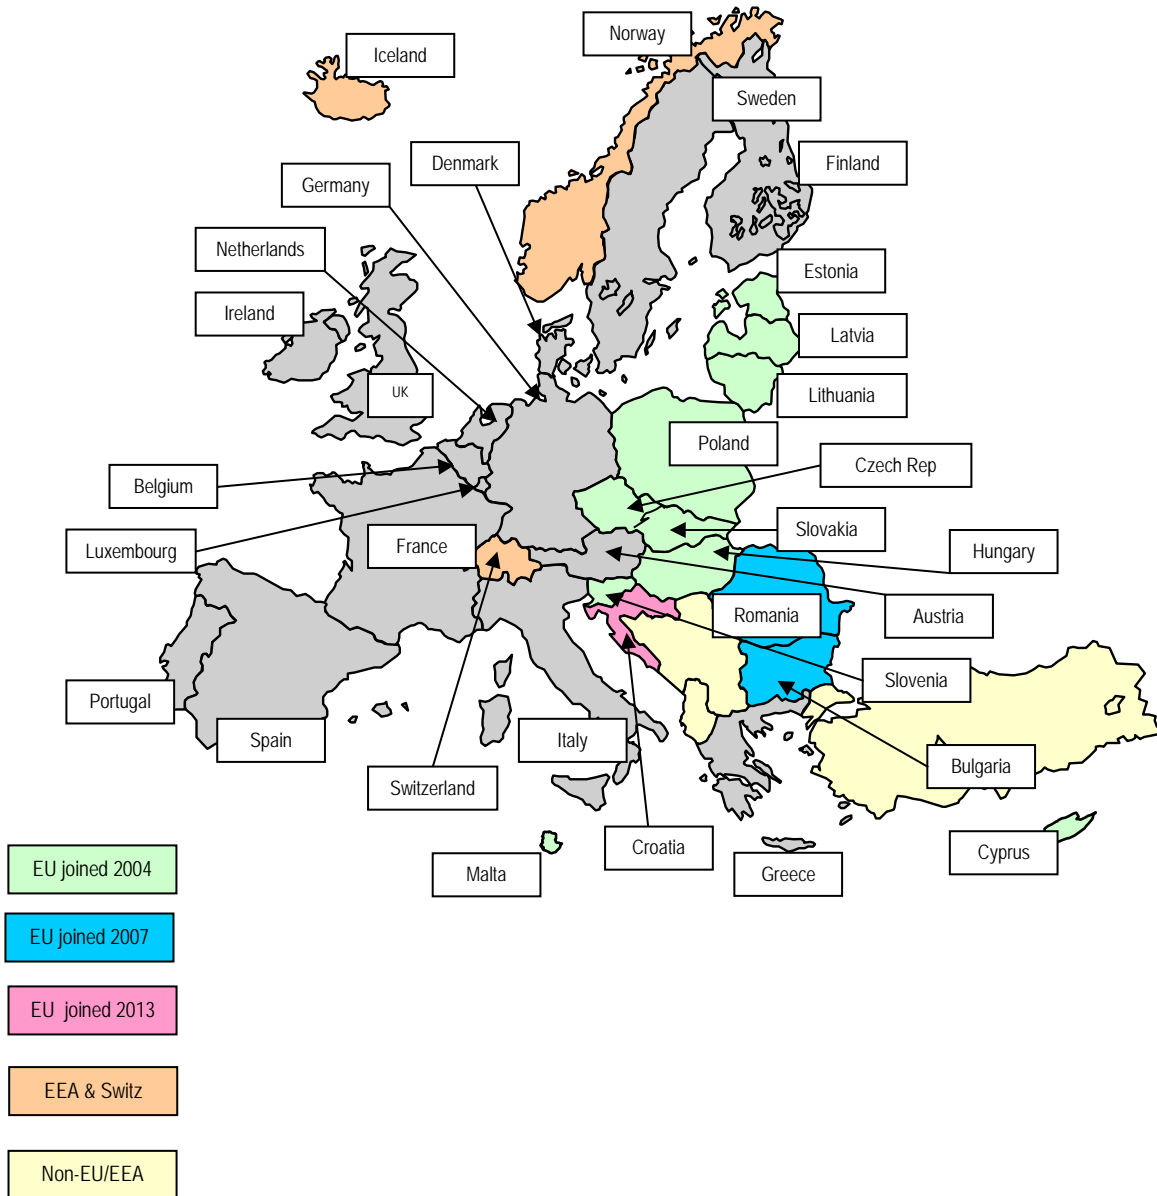 Norway
Iceland
Sweden
Denmark
Finland
Germany
Netherlands
Estonia
Ireland
Latvia
UK
Lithuania
Poland
Czech Rep
Belgium
Slovakia
Luxembourg
France
Hungary
Romania
Austria
Slovenia
Portugal
Spain
Italy
Bulgaria
Switzerland
Croatia
Cyprus
Malta
Greece
EU joined 2004
EU joined 2007
EU  joined 2013
EEA & Switz
Non-EU/EEA